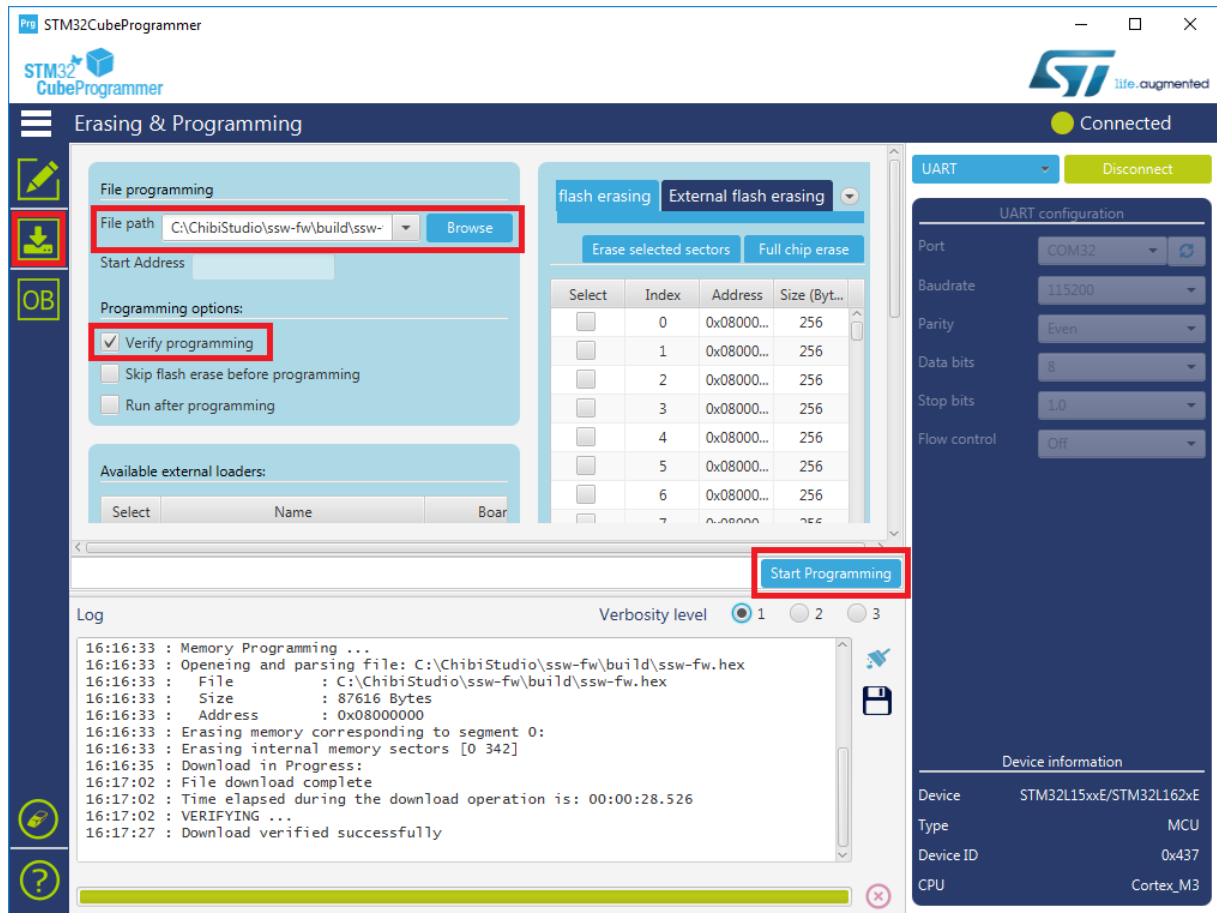 Prg STM32CubeProgrammer
STM32
CubeProgrammer
ST life.augmented
Erasing & Programming
Connected
OB
File programming
File path C:\ChibiStudio\ssw-fw\build\ssw- Browse
Start Address
Programming options:
Verify programming
Skip flash erase before programming
Run after programming
Available external loaders:
Select Name Boar
flash erasing External flash erasing
Erase selected sectors Full chip erase
Select Index Address Size (Byt...
0 0x08000... 256
1 0x08000... 256
2 0x08000... 256
3 0x08000... 256
4 0x08000... 256
5 0x08000... 256
6 0x08000... 256
7 0x08000... 256
Start Programming
Log Verbosity level 1 2 3
16:16:33 : Memory Programming ...
16:16:33 : Openeing and parsing file: C:\ChibiStudio\ssw-fw\build\ssw-fw.hex
16:16:33 : File : C:\ChibiStudio\ssw-fw\build\ssw-fw.hex
16:16:33 : Size : 87616 Bytes
16:16:33 : Address : 0x08000000
16:16:33 : Erasing memory corresponding to segment 0:
16:16:33 : Erasing internal memory sectors [0 342]
16:16:35 : Download in Progress:
16:17:02 : File download complete
16:17:02 : Time elapsed during the download operation is: 00:00:28.526
16:17:02 : VERIFYING ...
16:17:27 : Download verified successfully
UART Disconnect
UART configuration
Port COM32
Baudrate 115200
Parity Even
Data bits 8
Stop bits 1.0
Flow control Off
Device information
Device STM32L15xxE/STM32L162xE
Type MCU
Device ID 0x437
CPU Cortex_M3
?